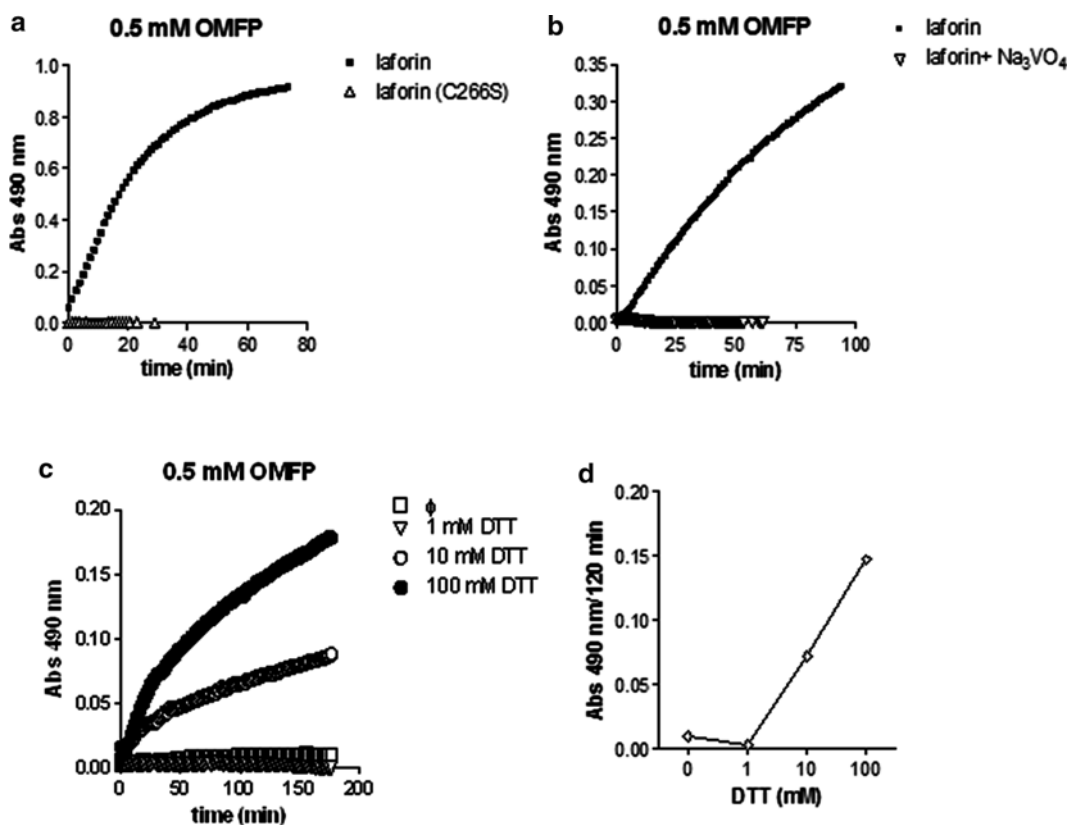 a
0.5 mM OMFP
laforin
laforin (C266S)
Abs 490 nm
1.0
0.8
0.6
0.4
0.2
0.0
0 20 40 60 80
time (min)
b
0.5 mM OMFP
laforin
laforin+ Na₃VO₄
Abs 490 nm
0.35
0.30
0.25
0.20
0.15
0.10
0.05
0.00
0 25 50 75 100
time (min)
c
0.5 mM OMFP
ϕ
1 mM DTT
10 mM DTT
100 mM DTT
Abs 490 nm
0.20
0.15
0.10
0.05
0.00
0 50 100 150 200
time (min)
d
Abs 490 nm/120 min
0.20
0.15
0.10
0.05
0.00
0 1 10 100
DTT (mM)